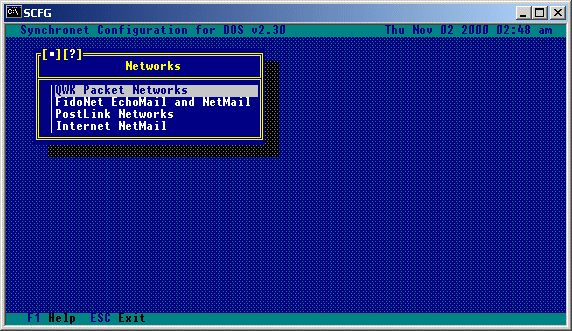 SCFG
Synchronet Configuration for DOS v2.30 Thu Nov 02 2000 02:48 am
[■][?]
Networks
QWK Packet Networks
FidoNet EchoMail and NetMail
PostLink Networks
Internet NetMail
F1 Help ESC Exit